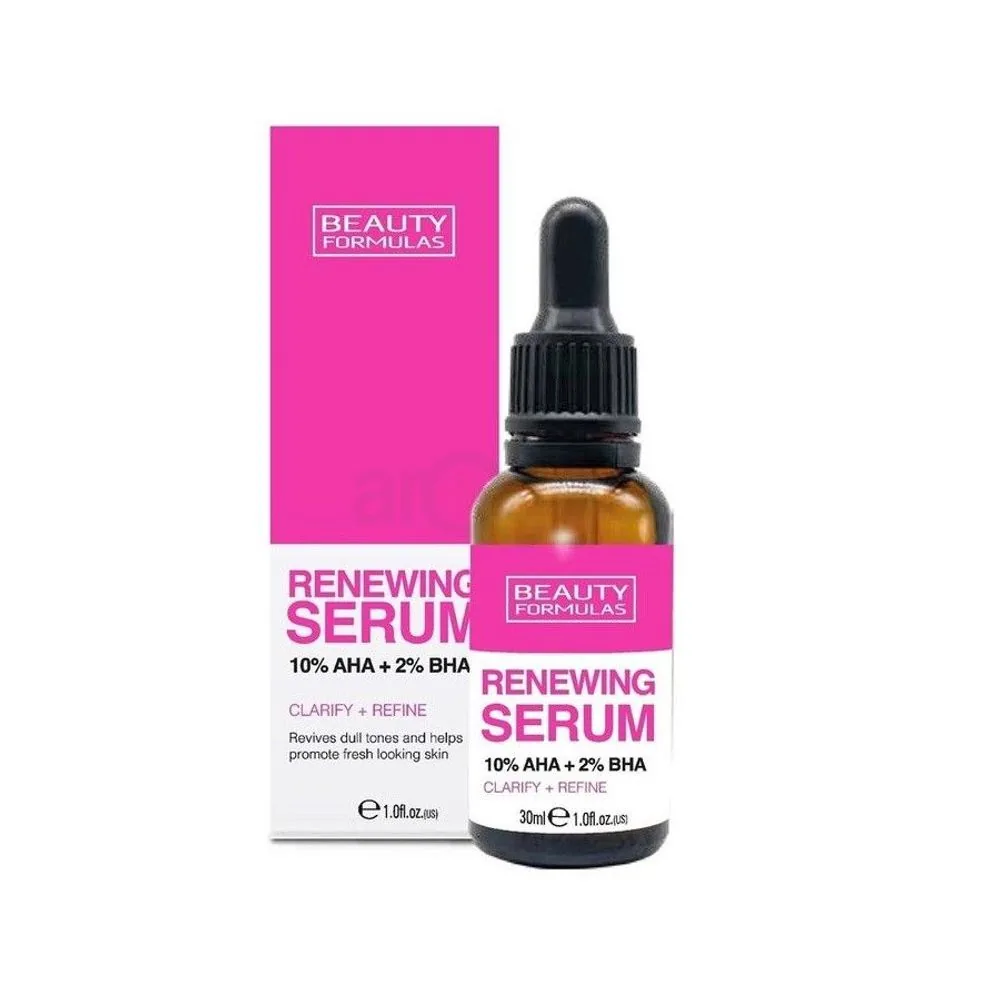 BEAUTY
FORMULAS
RENEWING
SERUM
10% AHA + 2% BHA
CLARIFY + REFINE
Revives dull tones and helps
promote fresh looking skin
℮ 1.0fl.oz.(US)
BEAUTY
FORMULAS
RENEWING
SERUM
10% AHA + 2% BHA
CLARIFY + REFINE
30ml ℮ 1.0fl.oz.(US)